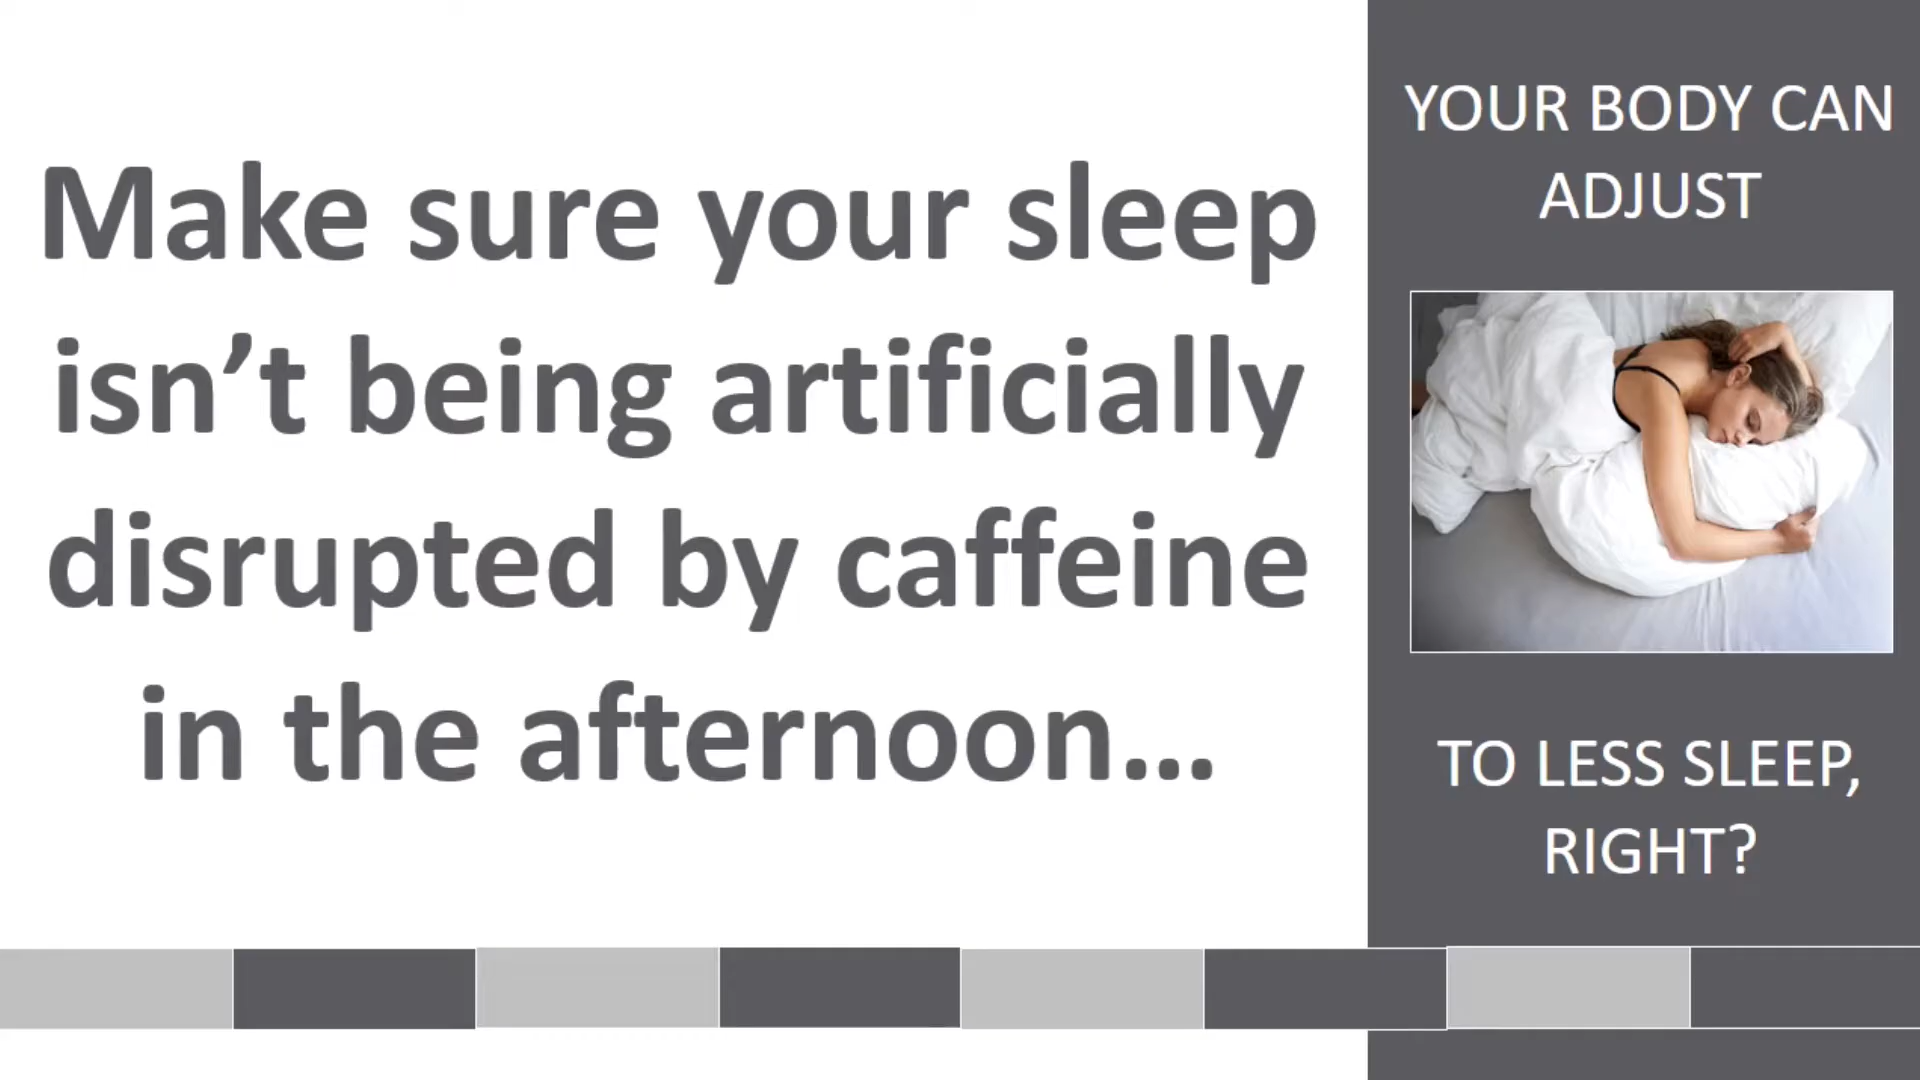 Make sure your sleep
isn’t being artificially
disrupted by caffeine
in the afternoon…
YOUR BODY CAN
ADJUST
TO LESS SLEEP,
RIGHT?